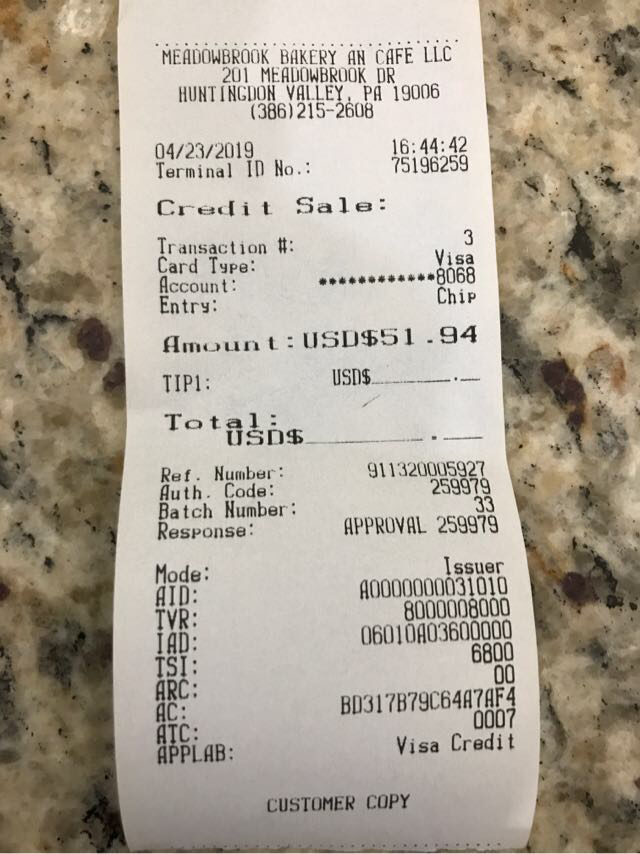 MEADOWBROOK BAKERY AN CAFE LLC
201 MEADOWBROOK DR
HUNTINGDON VALLEY, PA 19006
(386)215-2608
04/23/2019 16:44:42
Terminal ID No.: 75196259
Credit Sale:
Transaction #: 3
Card Type: Visa
Account: ************8068
Entry: Chip
Amount: USD$51.94
TIP1: USD$________.__
Total:
USD$________.__
Ref. Number: 911320005927
Auth. Code: 259979
Batch Number: 33
Response: APPROVAL 259979
Mode: Issuer
AID: A0000000031010
TVR: 8000008000
IAD: 06010A03600000
TSI: 6800
ARC: 00
AC: BD317B79C64A7AF4
ATC: 0007
APPLAB: Visa Credit
CUSTOMER COPY